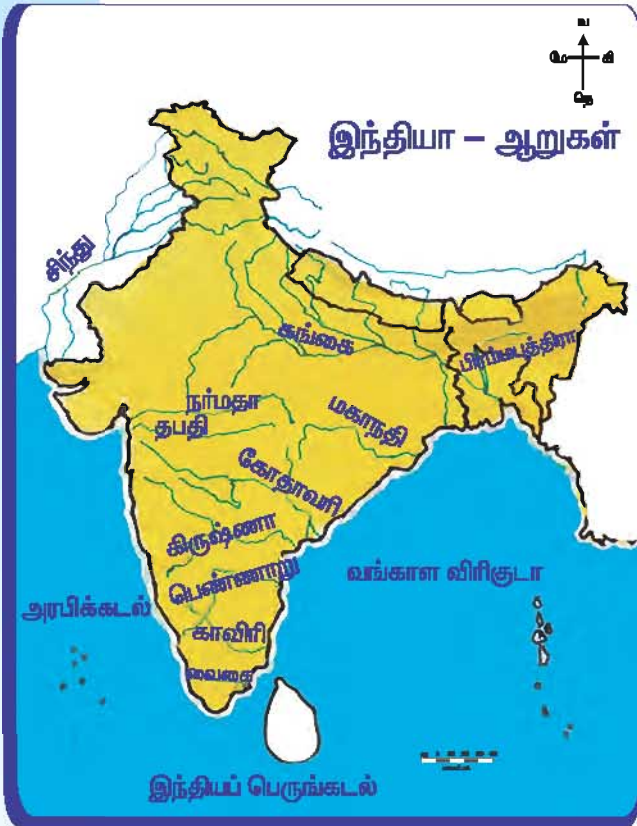 வ
மே கி
தெ
இந்தியா – ஆறுகள்
சிந்து
கங்கை
பிரம்மபுத்திரா
நர்மதா
தபதி
மகாநதி
கோதாவரி
கிருஷ்ணா
பெண்ணாறு
வங்காள விரிகுடா
அரபிக்கடல்
காவிரி
வைகை
இந்தியப் பெருங்கடல்